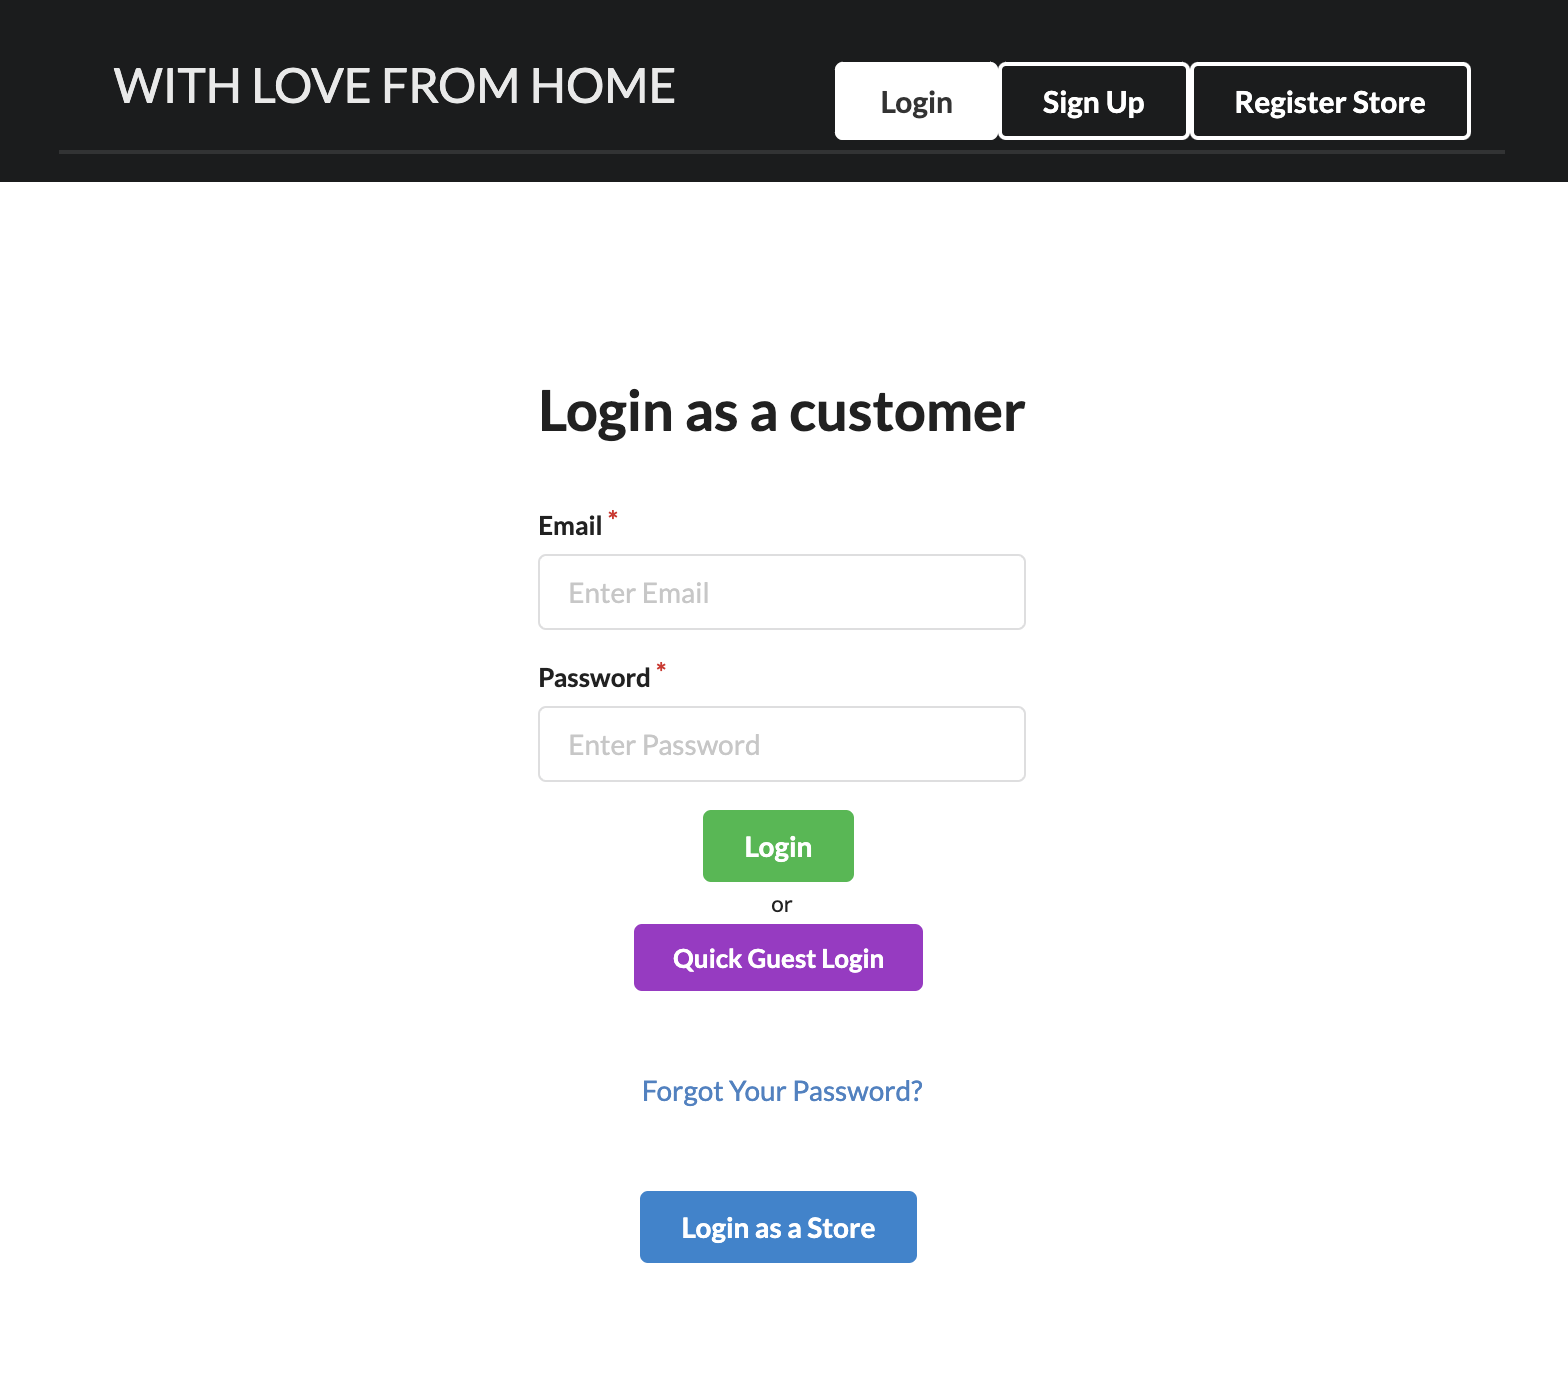 WITH LOVE FROM HOME
Login
Sign Up
Register Store
Login as a customer
Email *
Enter Email
Password *
Enter Password
Login
or
Quick Guest Login
Forgot Your Password?
Login as a Store